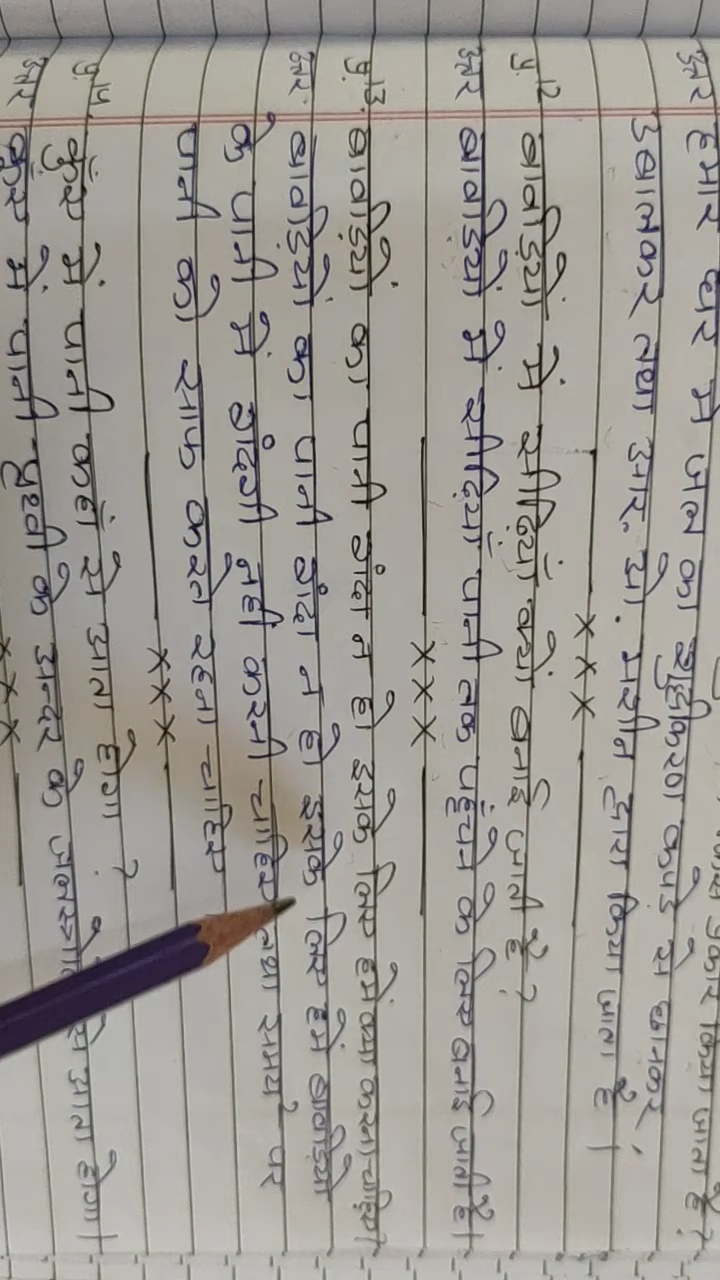 प्रकार किया जाता है?
उत्तर हमारे घर में जल का शुद्धीकरण कपड़े से छानकर,
उबालकर तथा आर. ओ. मशीन द्वारा किया जाता है।
×××
प्र.12 बावड़ियों में सीढ़ियाँ क्यों बनाई जाती है?
उत्तर बावड़ियों में सीढ़ियाँ पानी तक पहुँचने के लिए बनाई जाती है।
×××
प्र.13. बावड़ियों का पानी गंदा न हो इसके लिए हमें क्या करना चाहिए?
उत्तर बावड़ियों का पानी गंदा न हो इसके लिए हमें बावड़ियों
के पानी में गंदगी नहीं करनी चाहिए तथा समय पर
पानी को साफ करते रहना चाहिए
×××
प्र.14. कुँए में पानी कहाँ से आता होगा?
उत्तर कुँए में पानी पृथ्वी के अन्दर के से आता होगा।
×××